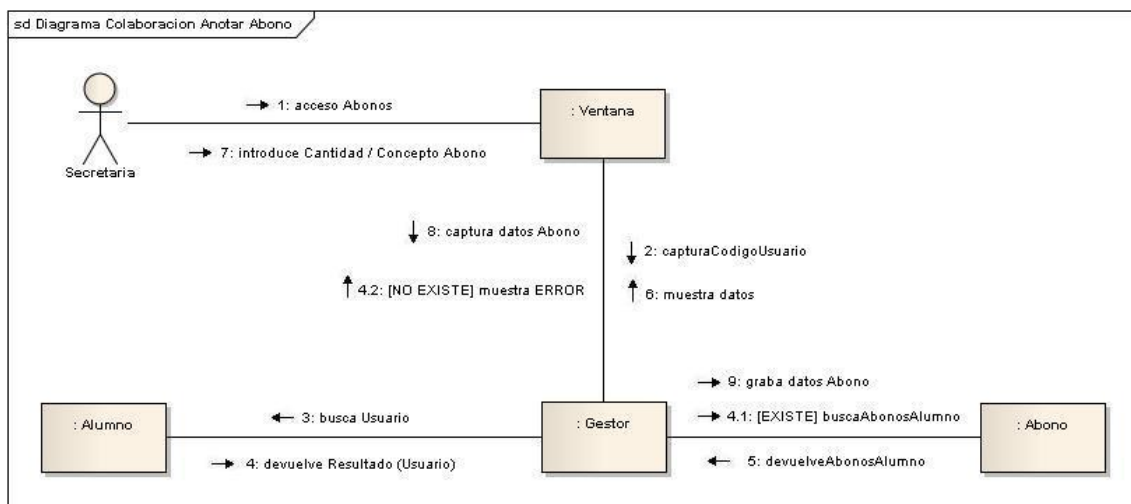 sd Diagrama Colaboracion Anotar Abono
1: acceso Abonos
: Ventana
7: introduce Cantidad / Concepto Abono
Secretaria
8: captura datos Abono
2: capturaCodigoUsuario
4.2: [NO EXISTE] muestra ERROR
6: muestra datos
9: graba datos Abono
3: busca Usuario
4.1: [EXISTE] buscaAbonosAlumno
: Alumno
: Gestor
: Abono
4: devuelve Resultado (Usuario)
5: devuelveAbonosAlumno